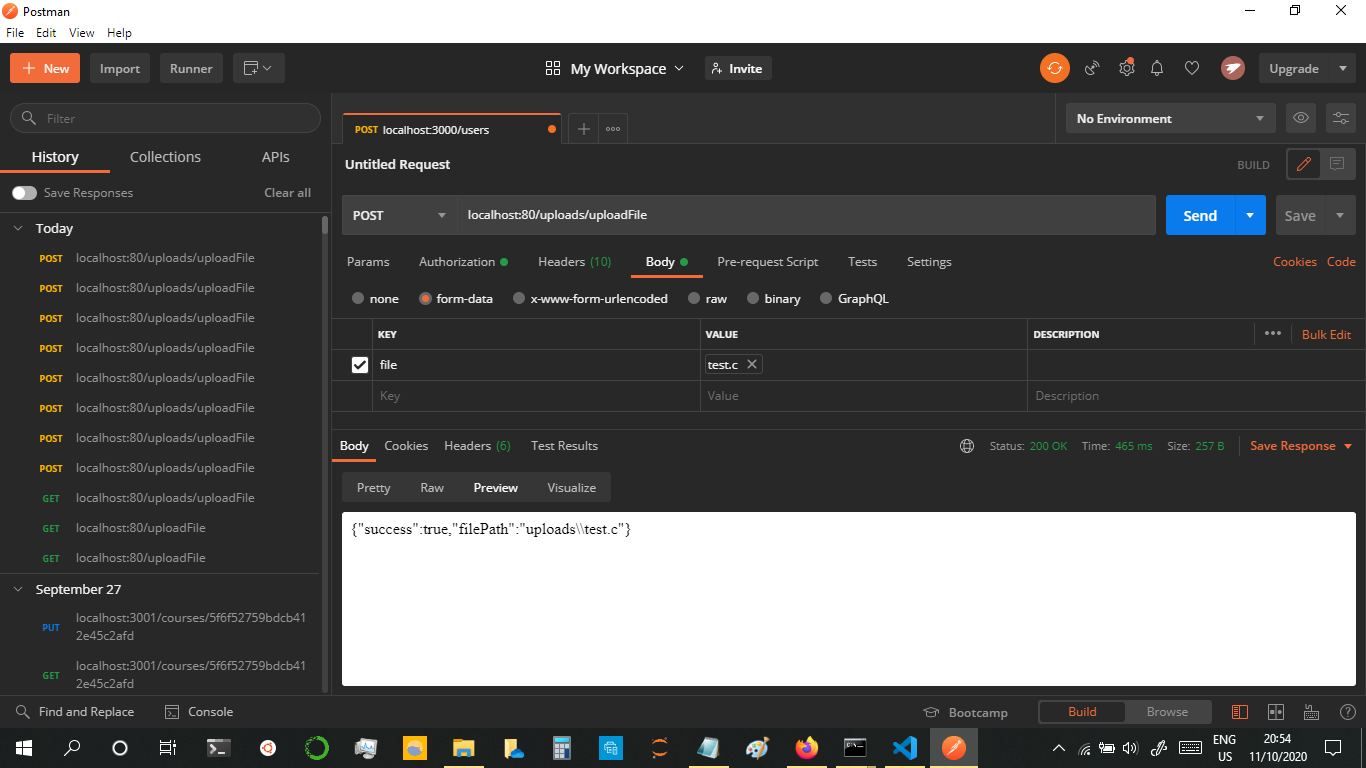 Postman
File Edit View Help
New Import Runner My Workspace Invite Upgrade
Filter
History Collections APIs
Save Responses Clear all
Today
POST localhost:80/uploads/uploadFile
POST localhost:80/uploads/uploadFile
POST localhost:80/uploads/uploadFile
POST localhost:80/uploads/uploadFile
POST localhost:80/uploads/uploadFile
POST localhost:80/uploads/uploadFile
POST localhost:80/uploads/uploadFile
POST localhost:80/uploads/uploadFile
GET localhost:80/uploads/uploadFile
GET localhost:80/uploadFile
GET localhost:80/uploadFile
September 27
PUT localhost:3001/courses/5f6f52759bdcb41
2e45c2afd
GET localhost:3001/courses/5f6f52759bdcb41
2e45c2afd
POST localhost:3000/users
No Environment
Untitled Request BUILD
POST localhost:80/uploads/uploadFile Send Save
Params Authorization Headers (10) Body Pre-request Script Tests Settings Cookies Code
none form-data x-www-form-urlencoded raw binary GraphQL
KEY VALUE DESCRIPTION Bulk Edit
file test.c
Key Value Description
Body Cookies Headers (6) Test Results Status: 200 OK Time: 465 ms Size: 257 B Save Response
Pretty Raw Preview Visualize
{"success":true,"filePath":"uploads\\test.c"}
Find and Replace Console Bootcamp Build Browse
ENG
US
20:54
11/10/2020